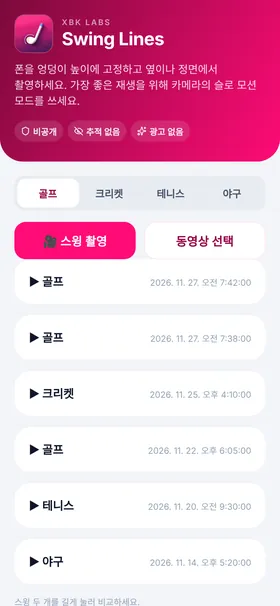 XBK LABS
Swing Lines
폰을 엉덩이 높이에 고정하고 옆이나 정면에서
촬영하세요. 가장 좋은 재생을 위해 카메라의 슬로 모션
모드를 쓰세요.
비공개 추적 없음 광고 없음
골프 크리켓 테니스 야구
스윙 촬영 동영상 선택
▶ 골프 2026. 11. 27. 오전 7:42:00
▶ 골프 2026. 11. 27. 오전 7:38:00
▶ 크리켓 2026. 11. 25. 오후 4:10:00
▶ 골프 2026. 11. 22. 오후 6:05:00
▶ 테니스 2026. 11. 20. 오전 9:30:00
▶ 야구 2026. 11. 14. 오후 5:20:00
스윙 두 개를 길게 눌러 비교하세요.